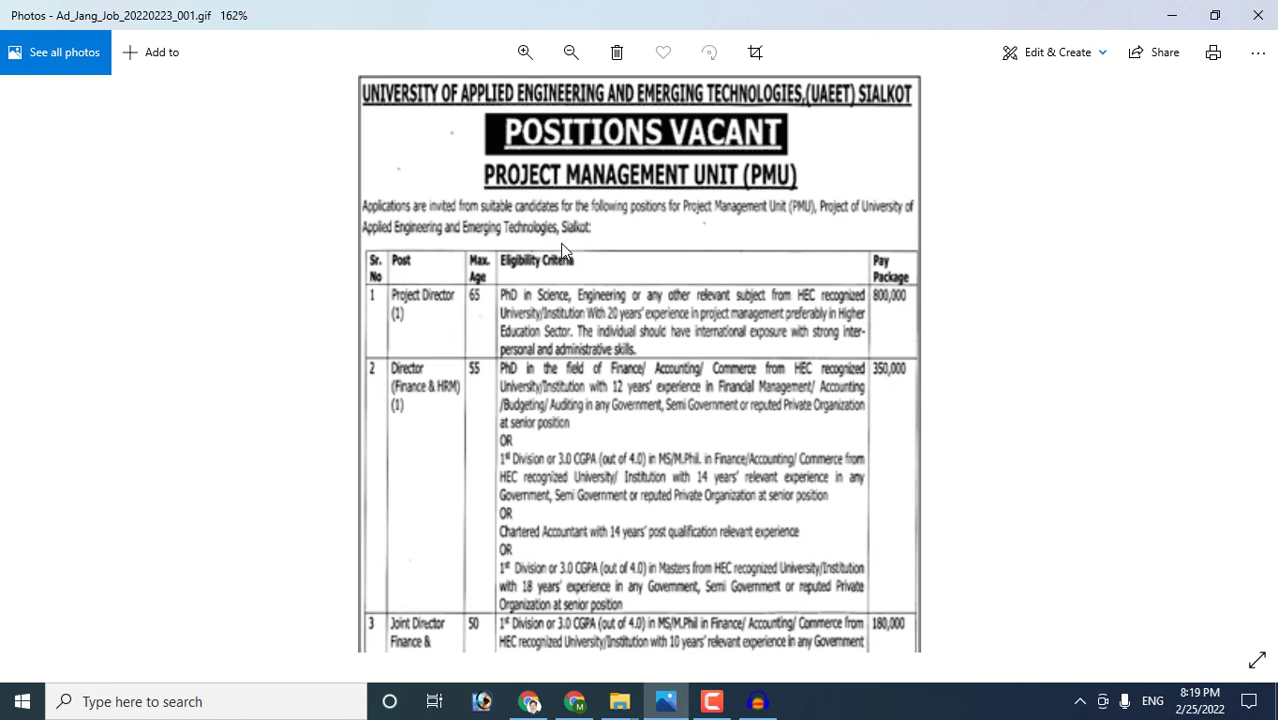 Photos - Ad_Jang_Job_20220223_001.gif 162%
See all photos
Add to
Edit & Create
Share
UNIVERSITY OF APPLIED ENGINEERING AND EMERGING TECHNOLOGIES,(UAEET) SIALKOT
POSITIONS VACANT
PROJECT MANAGEMENT UNIT (PMU)
Applications are invited from suitable candidates for the following positions for Project Management Unit (PMU), Project of University of
Applied Engineering and Emerging Technologies, Sialkot:
Sr. No
Post
Max. Age
Eligibility Criteria
Pay Package
1
Project Director
(1)
65
PhD in Science, Engineering or any other relevant subject from HEC recognized
University/Institution With 20 years' experience in project management preferably in Higher
Education Sector. The individual should have international exposure with strong inter-
personal and administrative skills.
800,000
2
Director
(Finance & HRM)
(1)
55
PhD in the field of Finance/ Accounting/ Commerce from HEC recognized
University/Institution with 12 years' experience in Financial Management/ Accounting
/Budgeting/ Auditing in any Government, Semi Government or reputed Private Organization
at senior position
OR
1st Division or 3.0 CGPA (out of 4.0) in MS/M.Phil. in Finance/Accounting/ Commerce from
HEC recognized University/ Institution with 14 years' relevant experience in any
Government, Semi Government or reputed Private Organization at senior position
OR
Chartered Accountant with 14 years' post qualification relevant experience
OR
1st Division or 3.0 CGPA (out of 4.0) in Masters from HEC recognized University/Institution
with 18 years' experience in any Government, Semi Government or reputed Private
Organization at senior position
350,000
3
Joint Director
Finance &
50
1st Division or 3.0 CGPA (out of 4.0) in MS/M.Phil in Finance/ Accounting/ Commerce from
HEC recognized University/Institution with 10 years' relevant experience in any Government
180,000
Type here to search
ENG
8:19 PM
2/25/2022